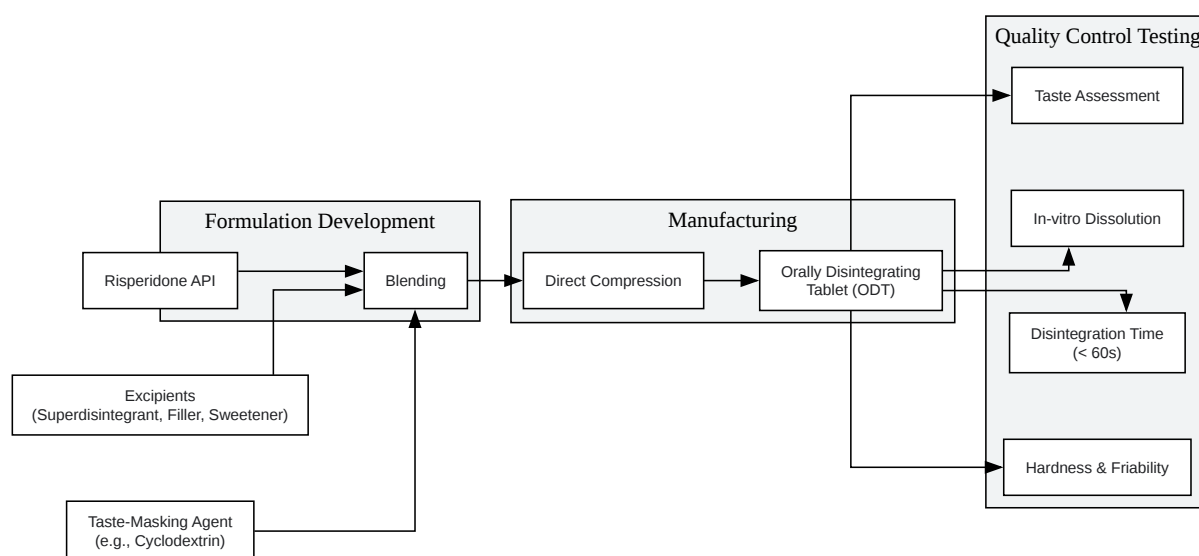 Formulation Development
Risperidone API
Blending
Excipients
(Superdisintegrant, Filler, Sweetener)
Taste-Masking Agent
(e.g., Cyclodextrin)
Manufacturing
Direct Compression
Orally Disintegrating
Tablet (ODT)
Quality Control Testing
Taste Assessment
In-vitro Dissolution
Disintegration Time
(< 60s)
Hardness & Friability